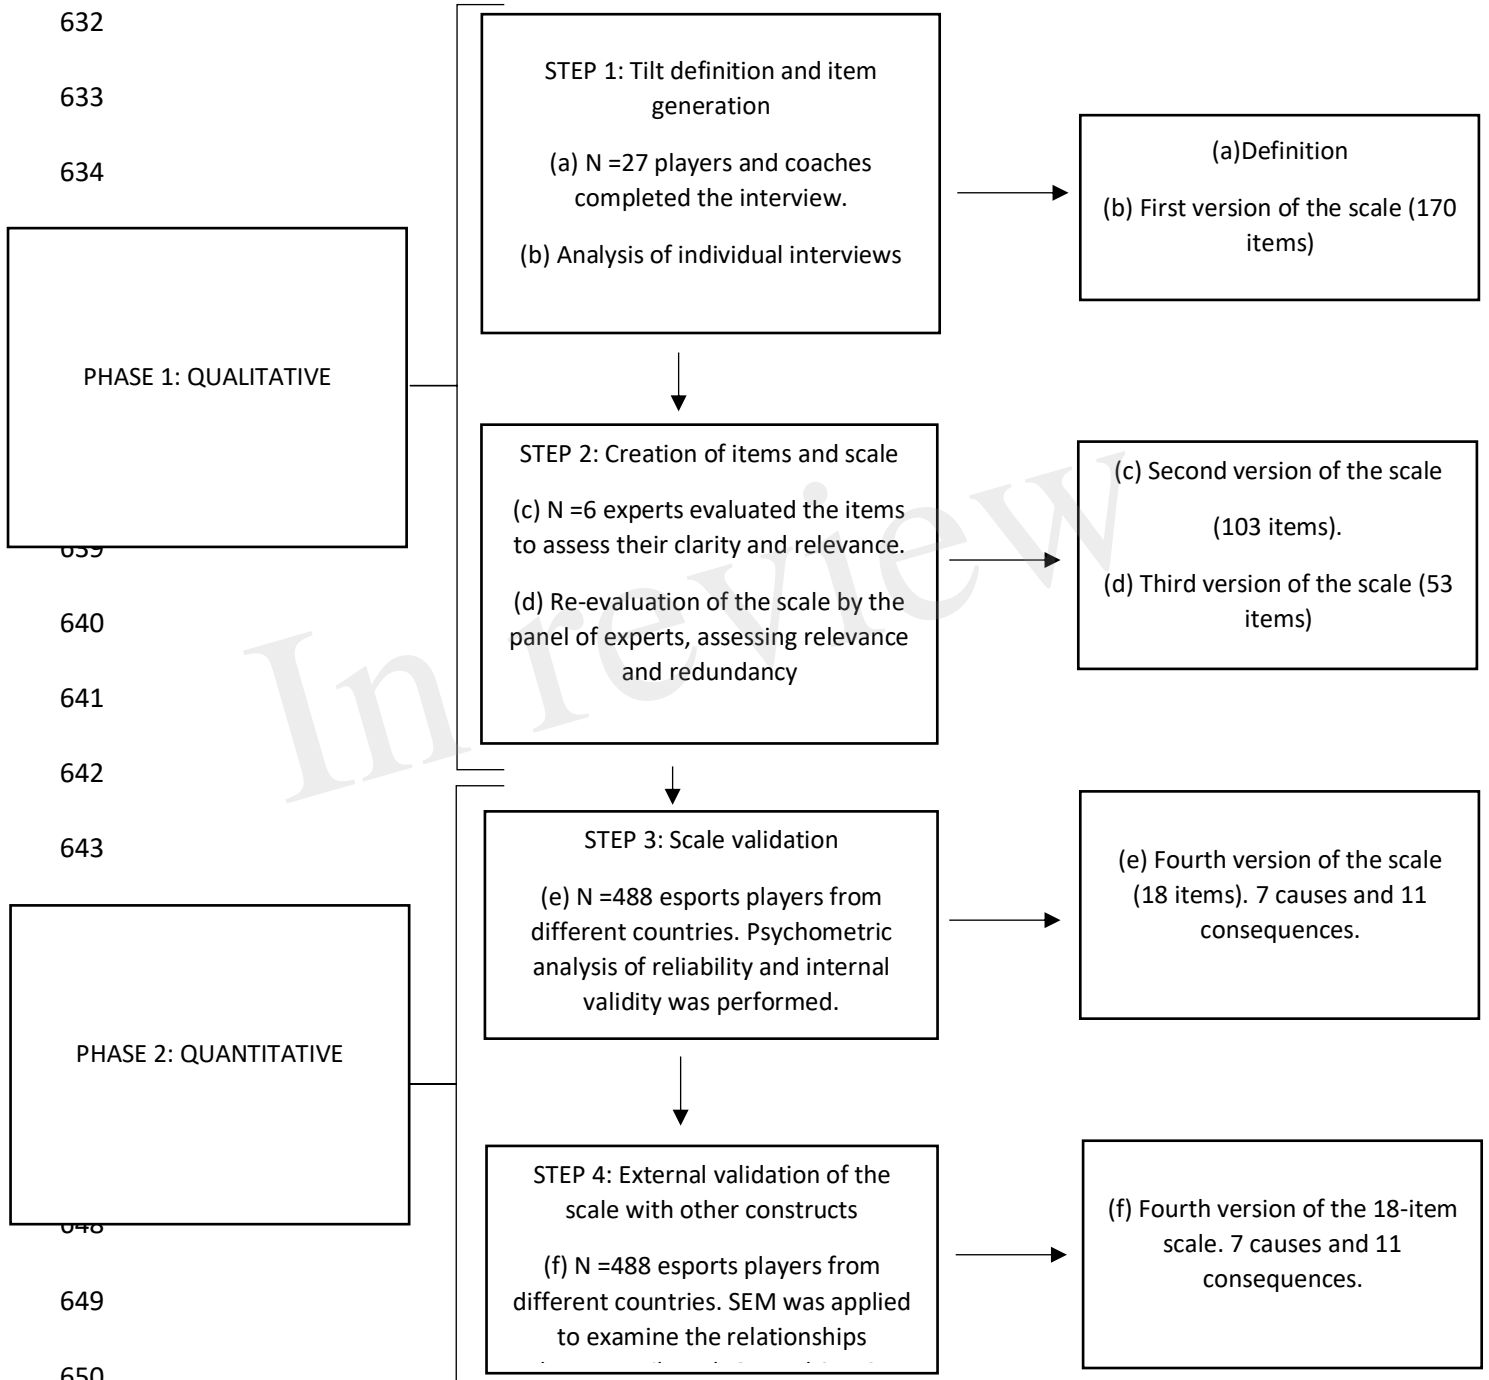 632
633
634
639
640
641
642
643
648
649
650
PHASE 1: QUALITATIVE
STEP 1: Tilt definition and item
generation
(a) N =27 players and coaches
completed the interview.
(b) Analysis of individual interviews
(a)Definition
(b) First version of the scale (170
items)
STEP 2: Creation of items and scale
(c) N =6 experts evaluated the items
to assess their clarity and relevance.
(d) Re-evaluation of the scale by the
panel of experts, assessing relevance
and redundancy
(c) Second version of the scale
(103 items).
(d) Third version of the scale (53
items)
In review
PHASE 2: QUANTITATIVE
STEP 3: Scale validation
(e) N =488 esports players from
different countries. Psychometric
analysis of reliability and internal
validity was performed.
(e) Fourth version of the scale
(18 items). 7 causes and 11
consequences.
STEP 4: External validation of the
scale with other constructs
(f) N =488 esports players from
different countries. SEM was applied
to examine the relationships
(f) Fourth version of the 18-item
scale. 7 causes and 11
consequences.